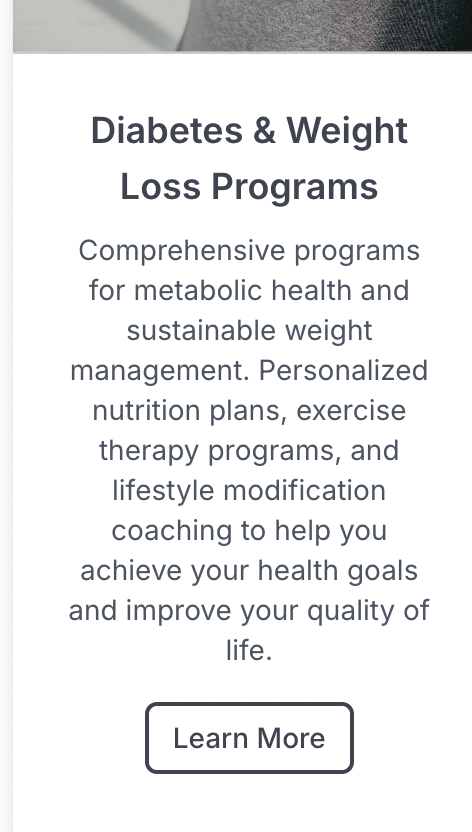 Diabetes & Weight
Loss Programs
Comprehensive programs
for metabolic health and
sustainable weight
management. Personalized
nutrition plans, exercise
therapy programs, and
lifestyle modification
coaching to help you
achieve your health goals
and improve your quality of
life.
Learn More